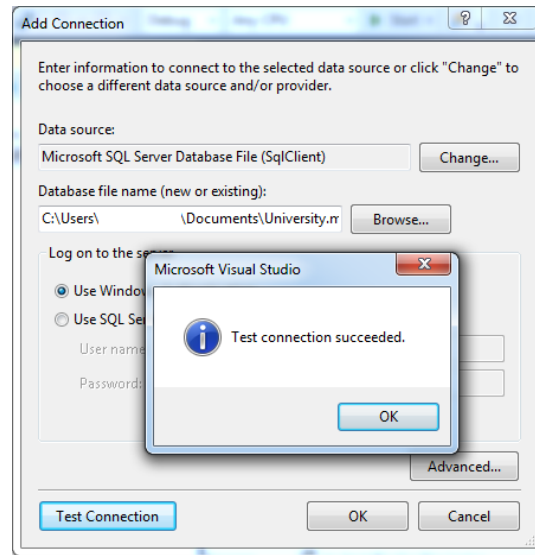 Add Connection
Enter information to connect to the selected data source or click "Change" to
choose a different data source and/or provider.
Data source:
Microsoft SQL Server Database File (SqlClient)
Change...
Database file name (new or existing):
C:\Users\ \Documents\University.m
Browse...
Log on to the
Microsoft Visual Studio
Use
Use SQL
User name
Password:
Test connection succeeded.
OK
Advanced...
Test Connection
OK
Cancel